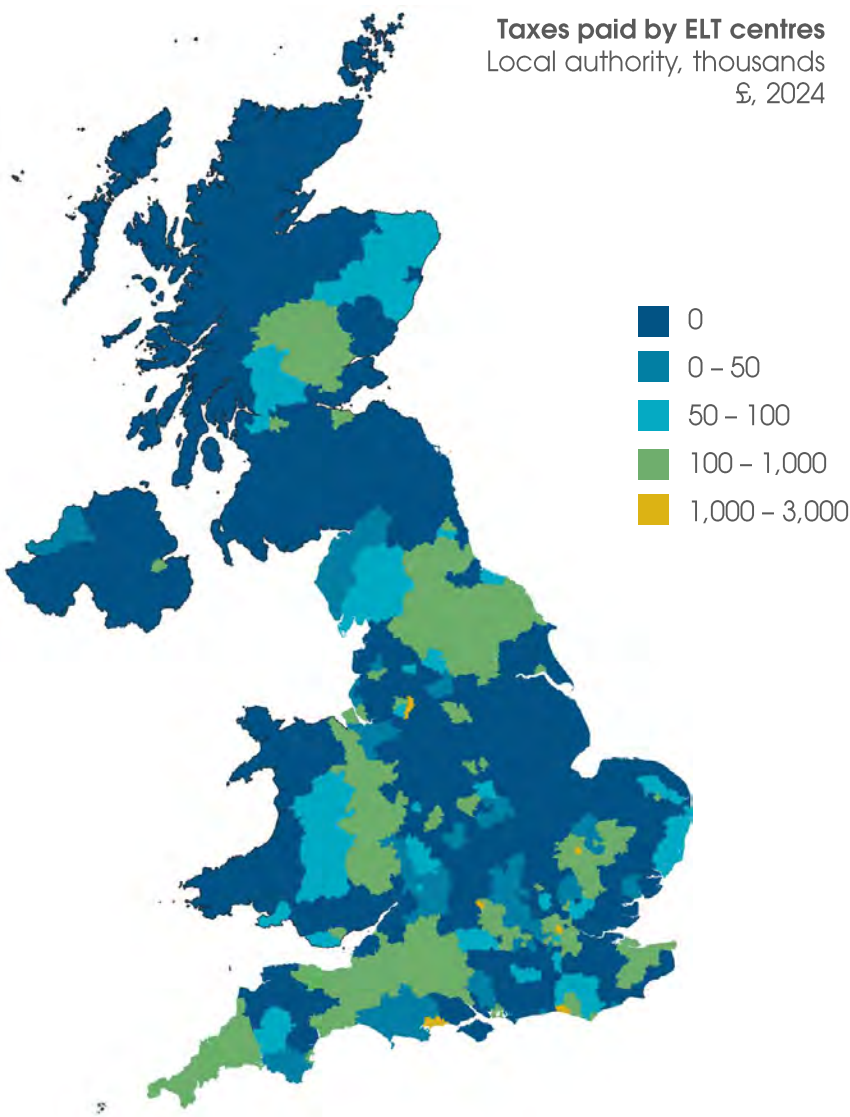 Taxes paid by ELT centres
Local authority, thousands
£, 2024
0
0 – 50
50 – 100
100 – 1,000
1,000 – 3,000